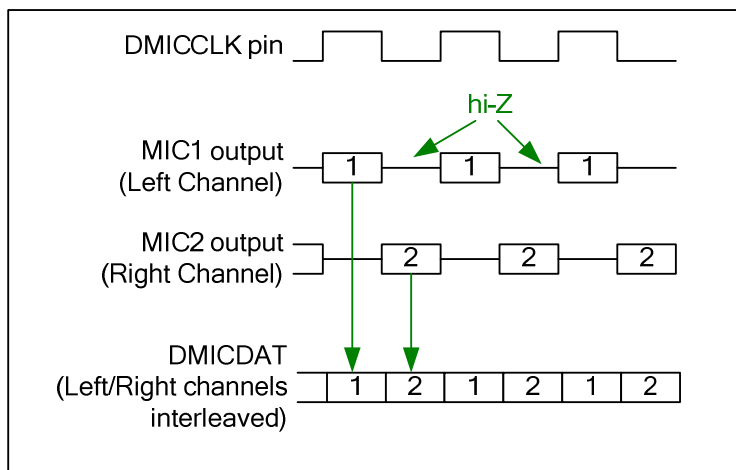 DMICCLK pin
hi-Z
MIC1 output
(Left Channel)
1 1 1
MIC2 output
(Right Channel)
2 2 2
DMICDAT
(Left/Right channels
interleaved)
1 2 1 2 1 2